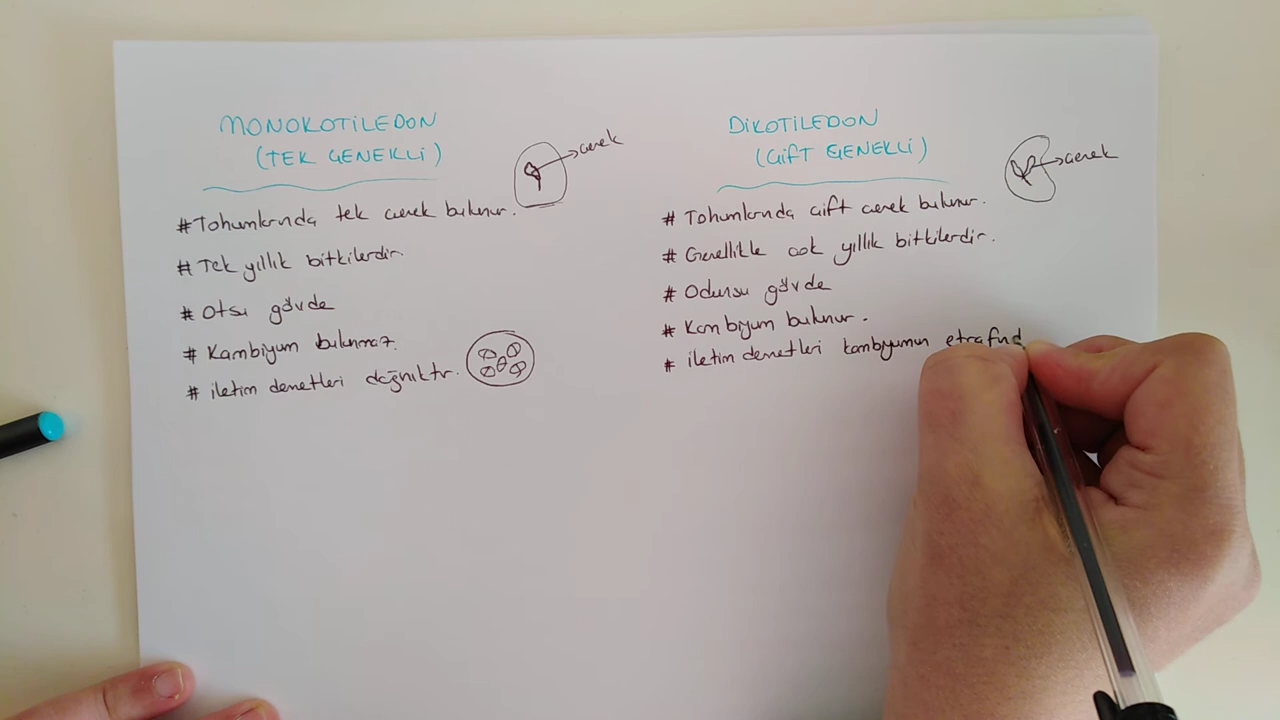 MONOKOTİLEDON
(TEK ÇENEKLİ)
çenek
#Tohumlarında tek çenek bulunur.
# Tek yıllık bitkilerdir.
# Otsu gövde
# Kambiyum bulunmaz.
# iletim demetleri dağınıktır.
DİKOTİLEDON
(ÇİFT ÇENEKLİ)
çenek
# Tohumlarında çift çenek bulunur.
# Genellikle çok yıllık bitkilerdir.
# Odunsu gövde
# Kambiyum bulunur.
# iletim demetleri kambiyumun etrafınd